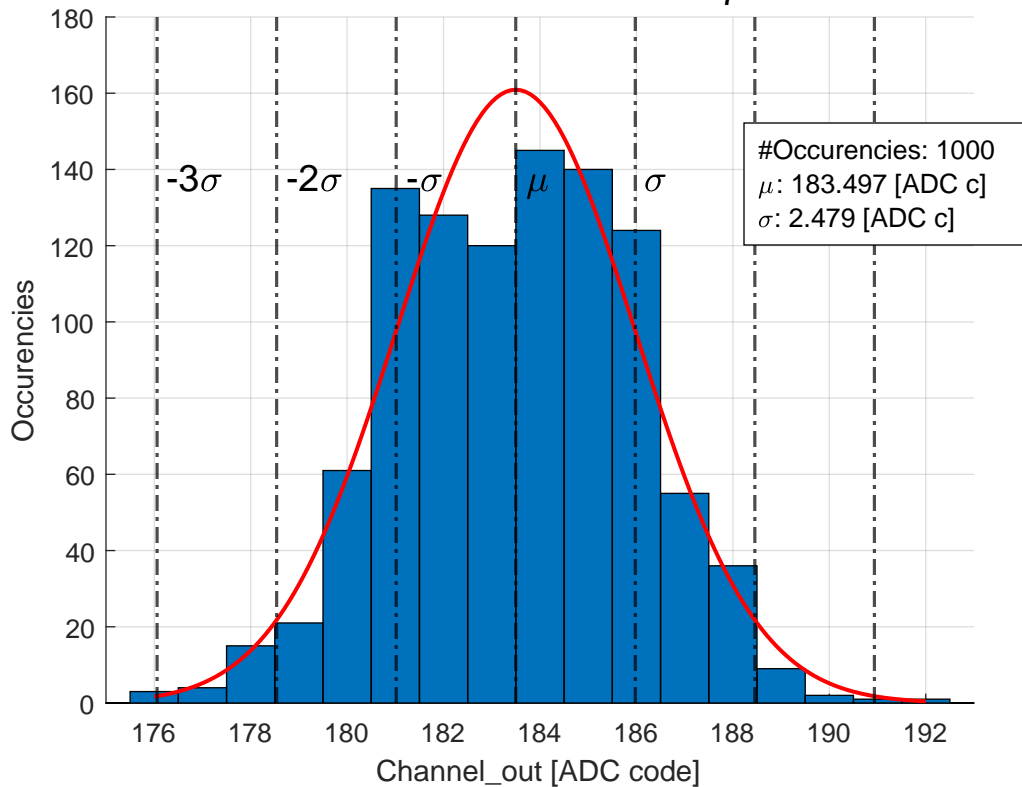 180
160
140
120
100
80
60
40
20
0
Occurencies
-3σ
-2σ
-σ
μ
σ
#Occurencies: 1000
μ: 183.497 [ADC c]
σ: 2.479 [ADC c]
176 178 180 182 184 186 188 190 192
Channel_out [ADC code]